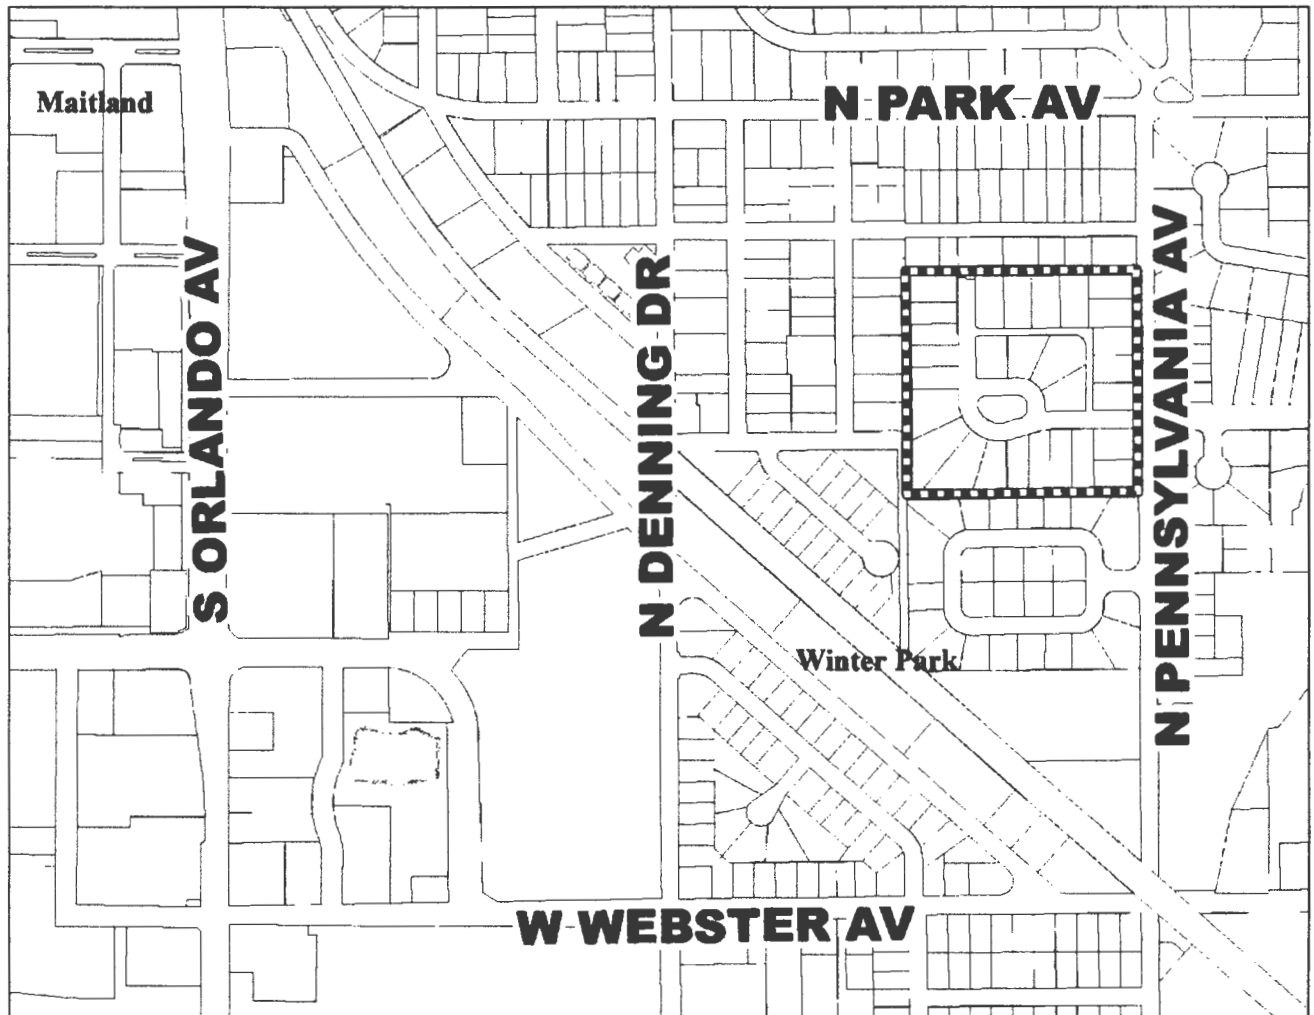 Maitland
N PARK AV
S ORLANDO AV
N DENNING DR
N PENNSYLVANIA AV
Winter Park
W WEBSTER AV